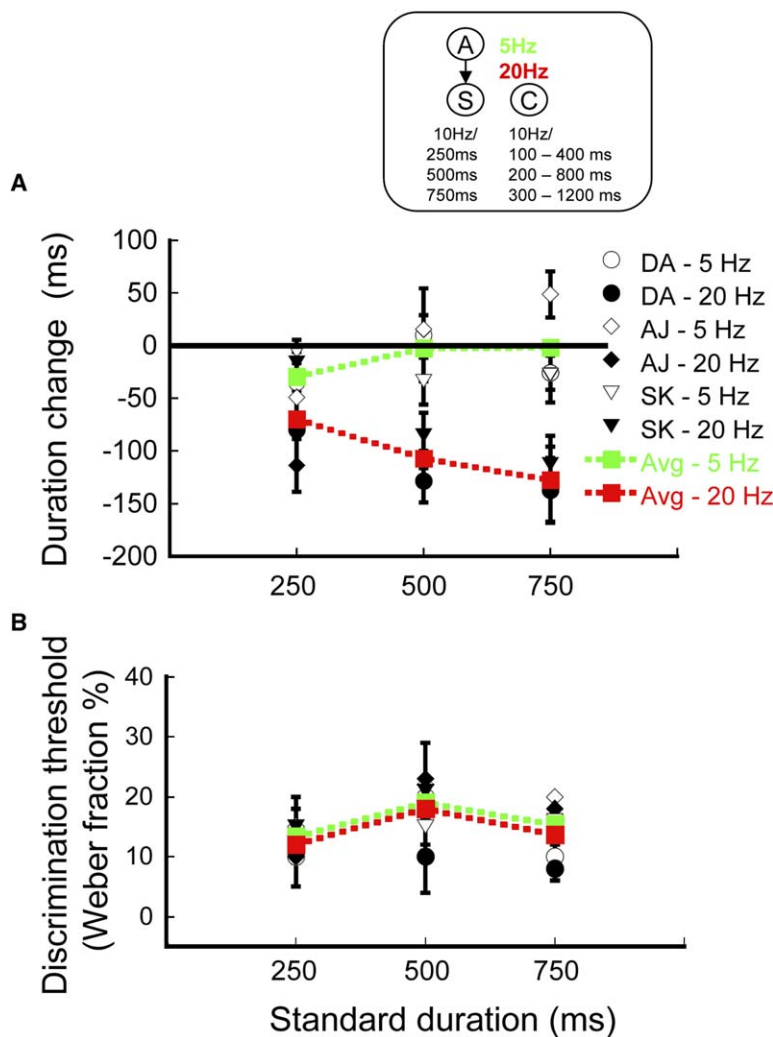 A 5Hz
20Hz
S C
10Hz/ 10Hz/
250ms 100 – 400 ms
500ms 200 – 800 ms
750ms 300 – 1200 ms
A
Duration change (ms)
100
50
0
-50
-100
-150
-200
250 500 750
DA - 5 Hz
DA - 20 Hz
AJ - 5 Hz
AJ - 20 Hz
SK - 5 Hz
SK - 20 Hz
Avg - 5 Hz
Avg - 20 Hz
B
Discrimination threshold
(Weber fraction %)
40
30
20
10
0
250 500 750
Standard duration (ms)